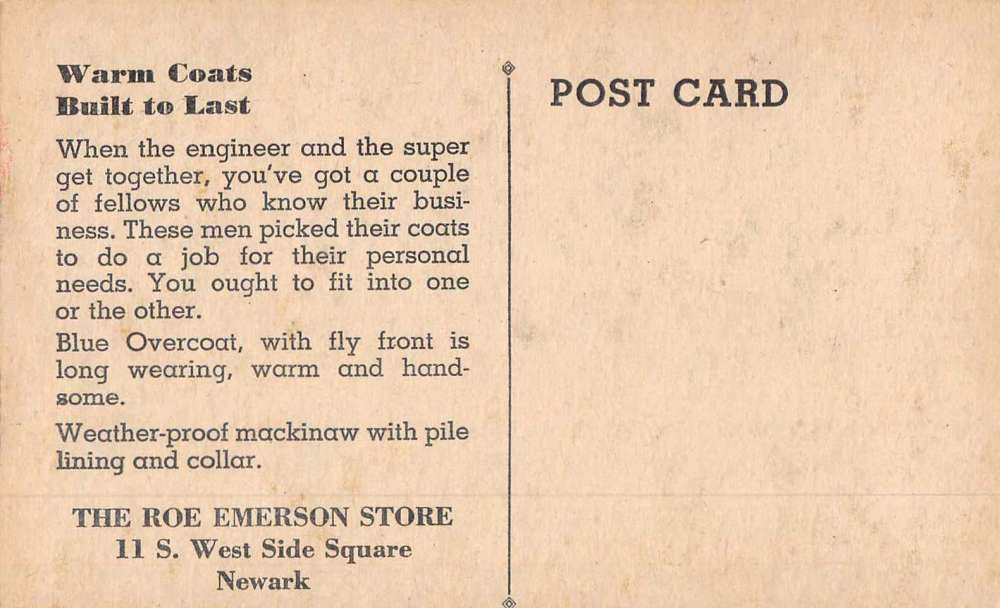 Warm Coats
Built to Last
When the engineer and the super
get together, you've got a couple
of fellows who know their busi-
ness. These men picked their coats
to do a job for their personal
needs. You ought to fit into one
or the other.
Blue Overcoat, with fly front is
long wearing, warm and hand-
some.
Weather-proof mackinaw with pile
lining and collar.
THE ROE EMERSON STORE
11 S. West Side Square
Newark
POST CARD